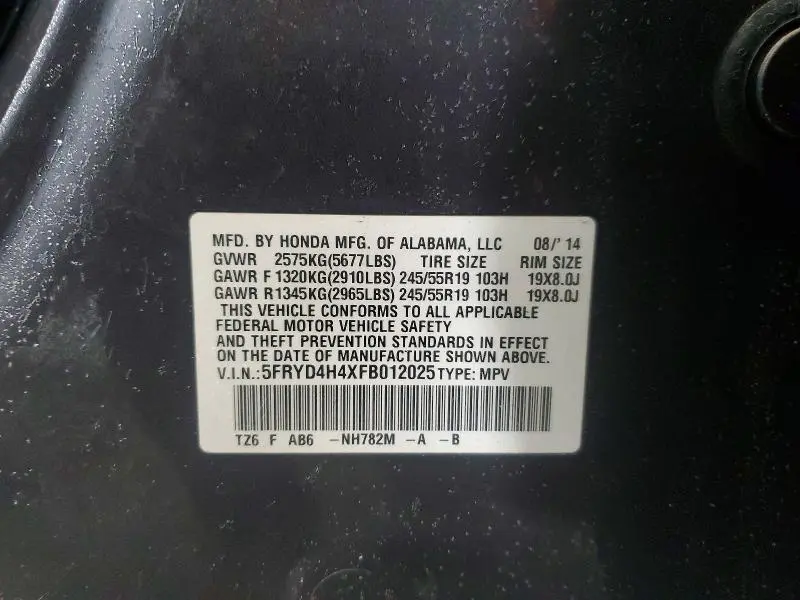 MFD. BY HONDA MFG. OF ALABAMA, LLC 08/'14
GVWR 2575KG(5677LBS) TIRE SIZE RIM SIZE
GAWR F 1320KG(2910LBS) 245/55R19 103H 19X8.0J
GAWR R1345KG(2965LBS) 245/55R19 103H 19X8.0J
THIS VEHICLE CONFORMS TO ALL APPLICABLE
FEDERAL MOTOR VEHICLE SAFETY
AND THEFT PREVENTION STANDARDS IN EFFECT
ON THE DATE OF MANUFACTURE SHOWN ABOVE.
V.I.N.:5FRYD4H4XFB012025 TYPE: MPV
TZ6 F AB6 -NH782M -A -B